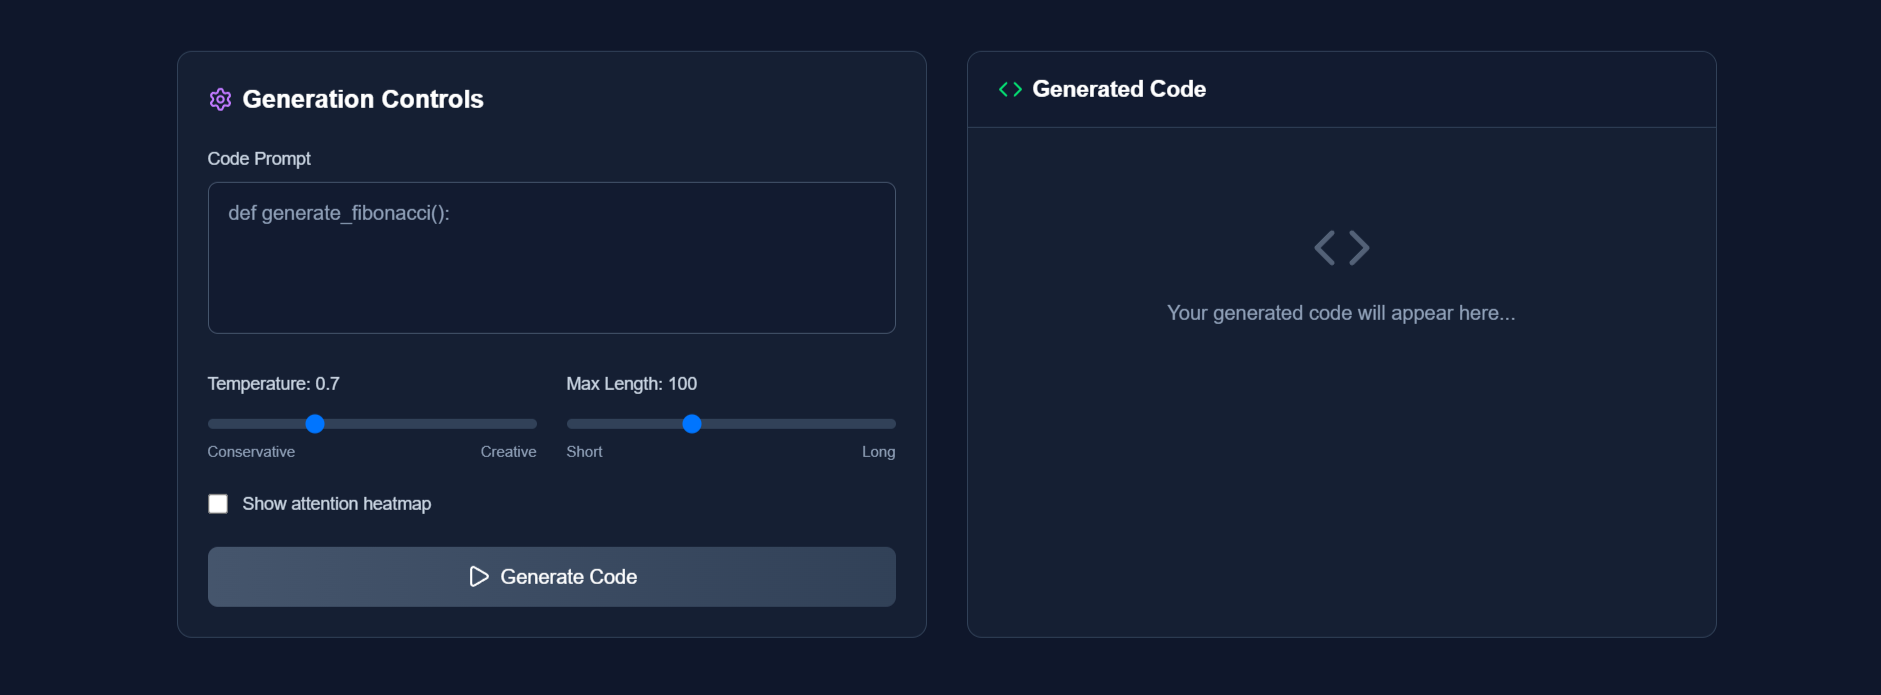 Generation Controls
Code Prompt
def generate_fibonacci():
Temperature: 0.7
Conservative
Creative
Max Length: 100
Short
Long
Show attention heatmap
Generate Code
Generated Code
Your generated code will appear here...